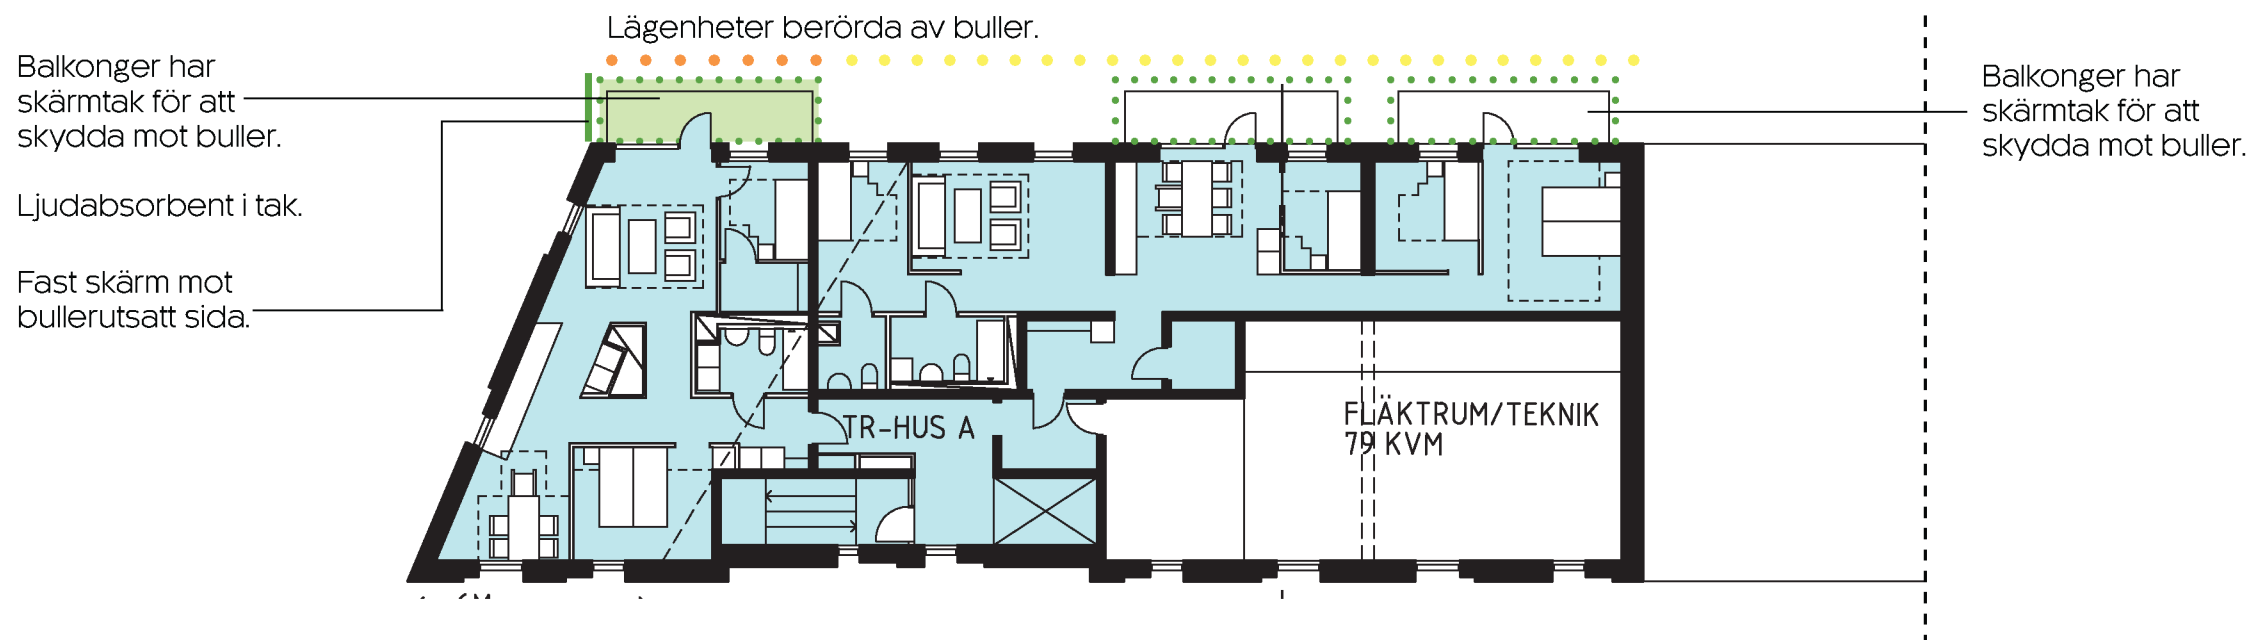 Lägenheter berörda av buller.
Balkonger har
skärmtak för att
skydda mot buller.
Ljudabsorbent i tak.
Fast skärm mot
bullerutsatt sida.
Balkonger har
skärmtak för att
skydda mot buller.
TR-HUS A
FLÄKTRUM/TEKNIK
79 KVM